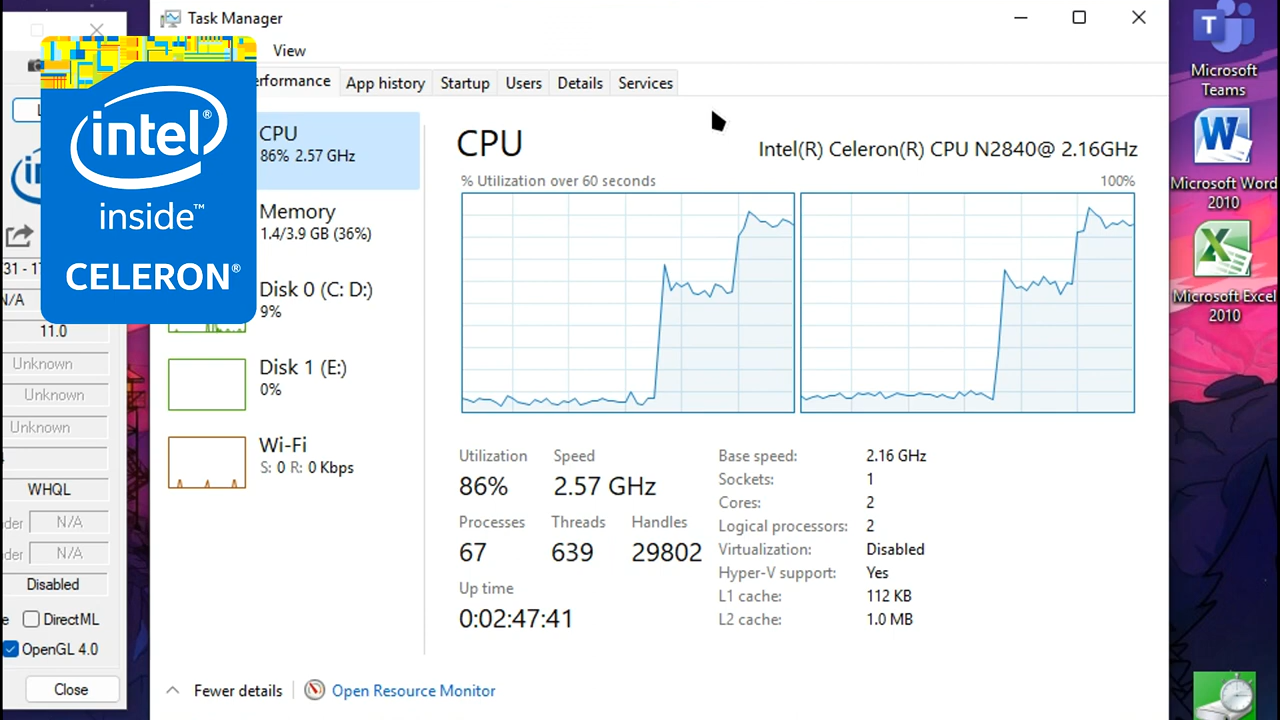 Task Manager
View
erformance
App history
Startup
Users
Details
Services
intel®
inside™
CELERON®
CPU
86% 2.57 GHz
Memory
1.4/3.9 GB (36%)
Disk 0 (C: D:)
9%
Disk 1 (E:)
0%
Wi-Fi
S: 0 R: 0 Kbps
CPU
Intel(R) Celeron(R) CPU N2840@ 2.16GHz
% Utilization over 60 seconds
100%
Utilization
Speed
86%
2.57 GHz
Processes
Threads
Handles
67
639
29802
Up time
0:02:47:41
Base speed: 2.16 GHz
Sockets: 1
Cores: 2
Logical processors: 2
Virtualization: Disabled
Hyper-V support: Yes
L1 cache: 112 KB
L2 cache: 1.0 MB
Fewer details
Open Resource Monitor
N/A
11.0
Unknown
Unknown
Unknown
WHQL
der N/A
der N/A
Disabled
DirectML
OpenGL 4.0
Close
Microsoft
Teams
Microsoft Word
2010
Microsoft Excel
2010